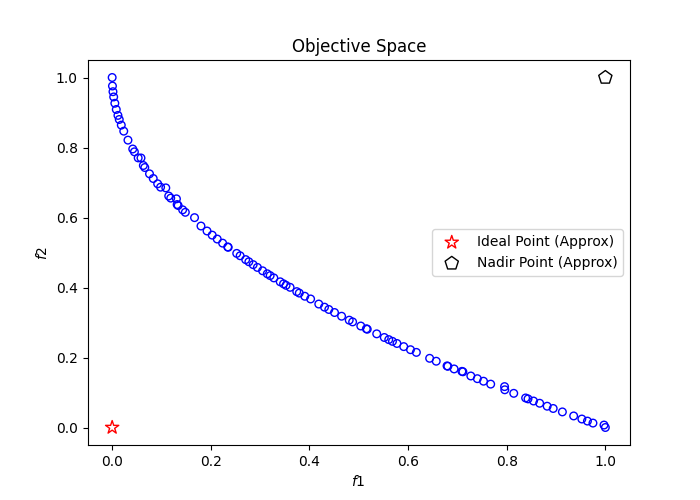 Objective Space
1.0
0.8
0.6
0.4
0.2
0.0
f2
Ideal Point (Approx)
Nadir Point (Approx)
0.0 0.2 0.4 0.6 0.8 1.0
f1